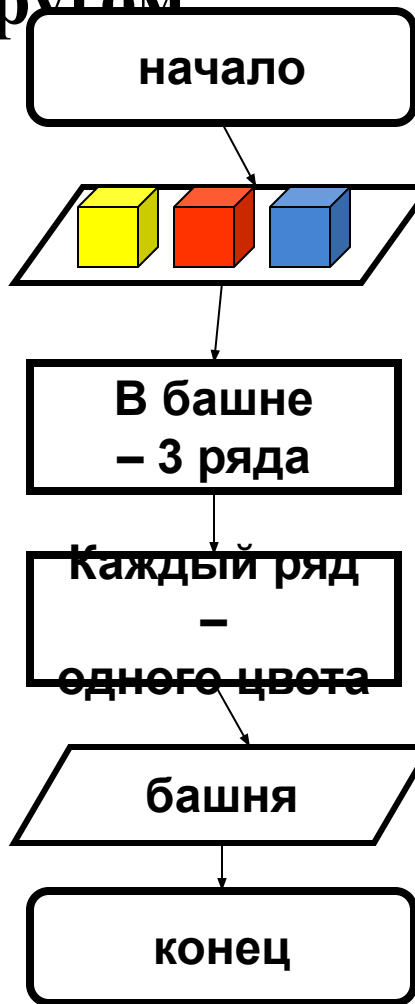 начало
В башне
– 3 ряда
Каждый ряд
–
одного цвета
башня
конец